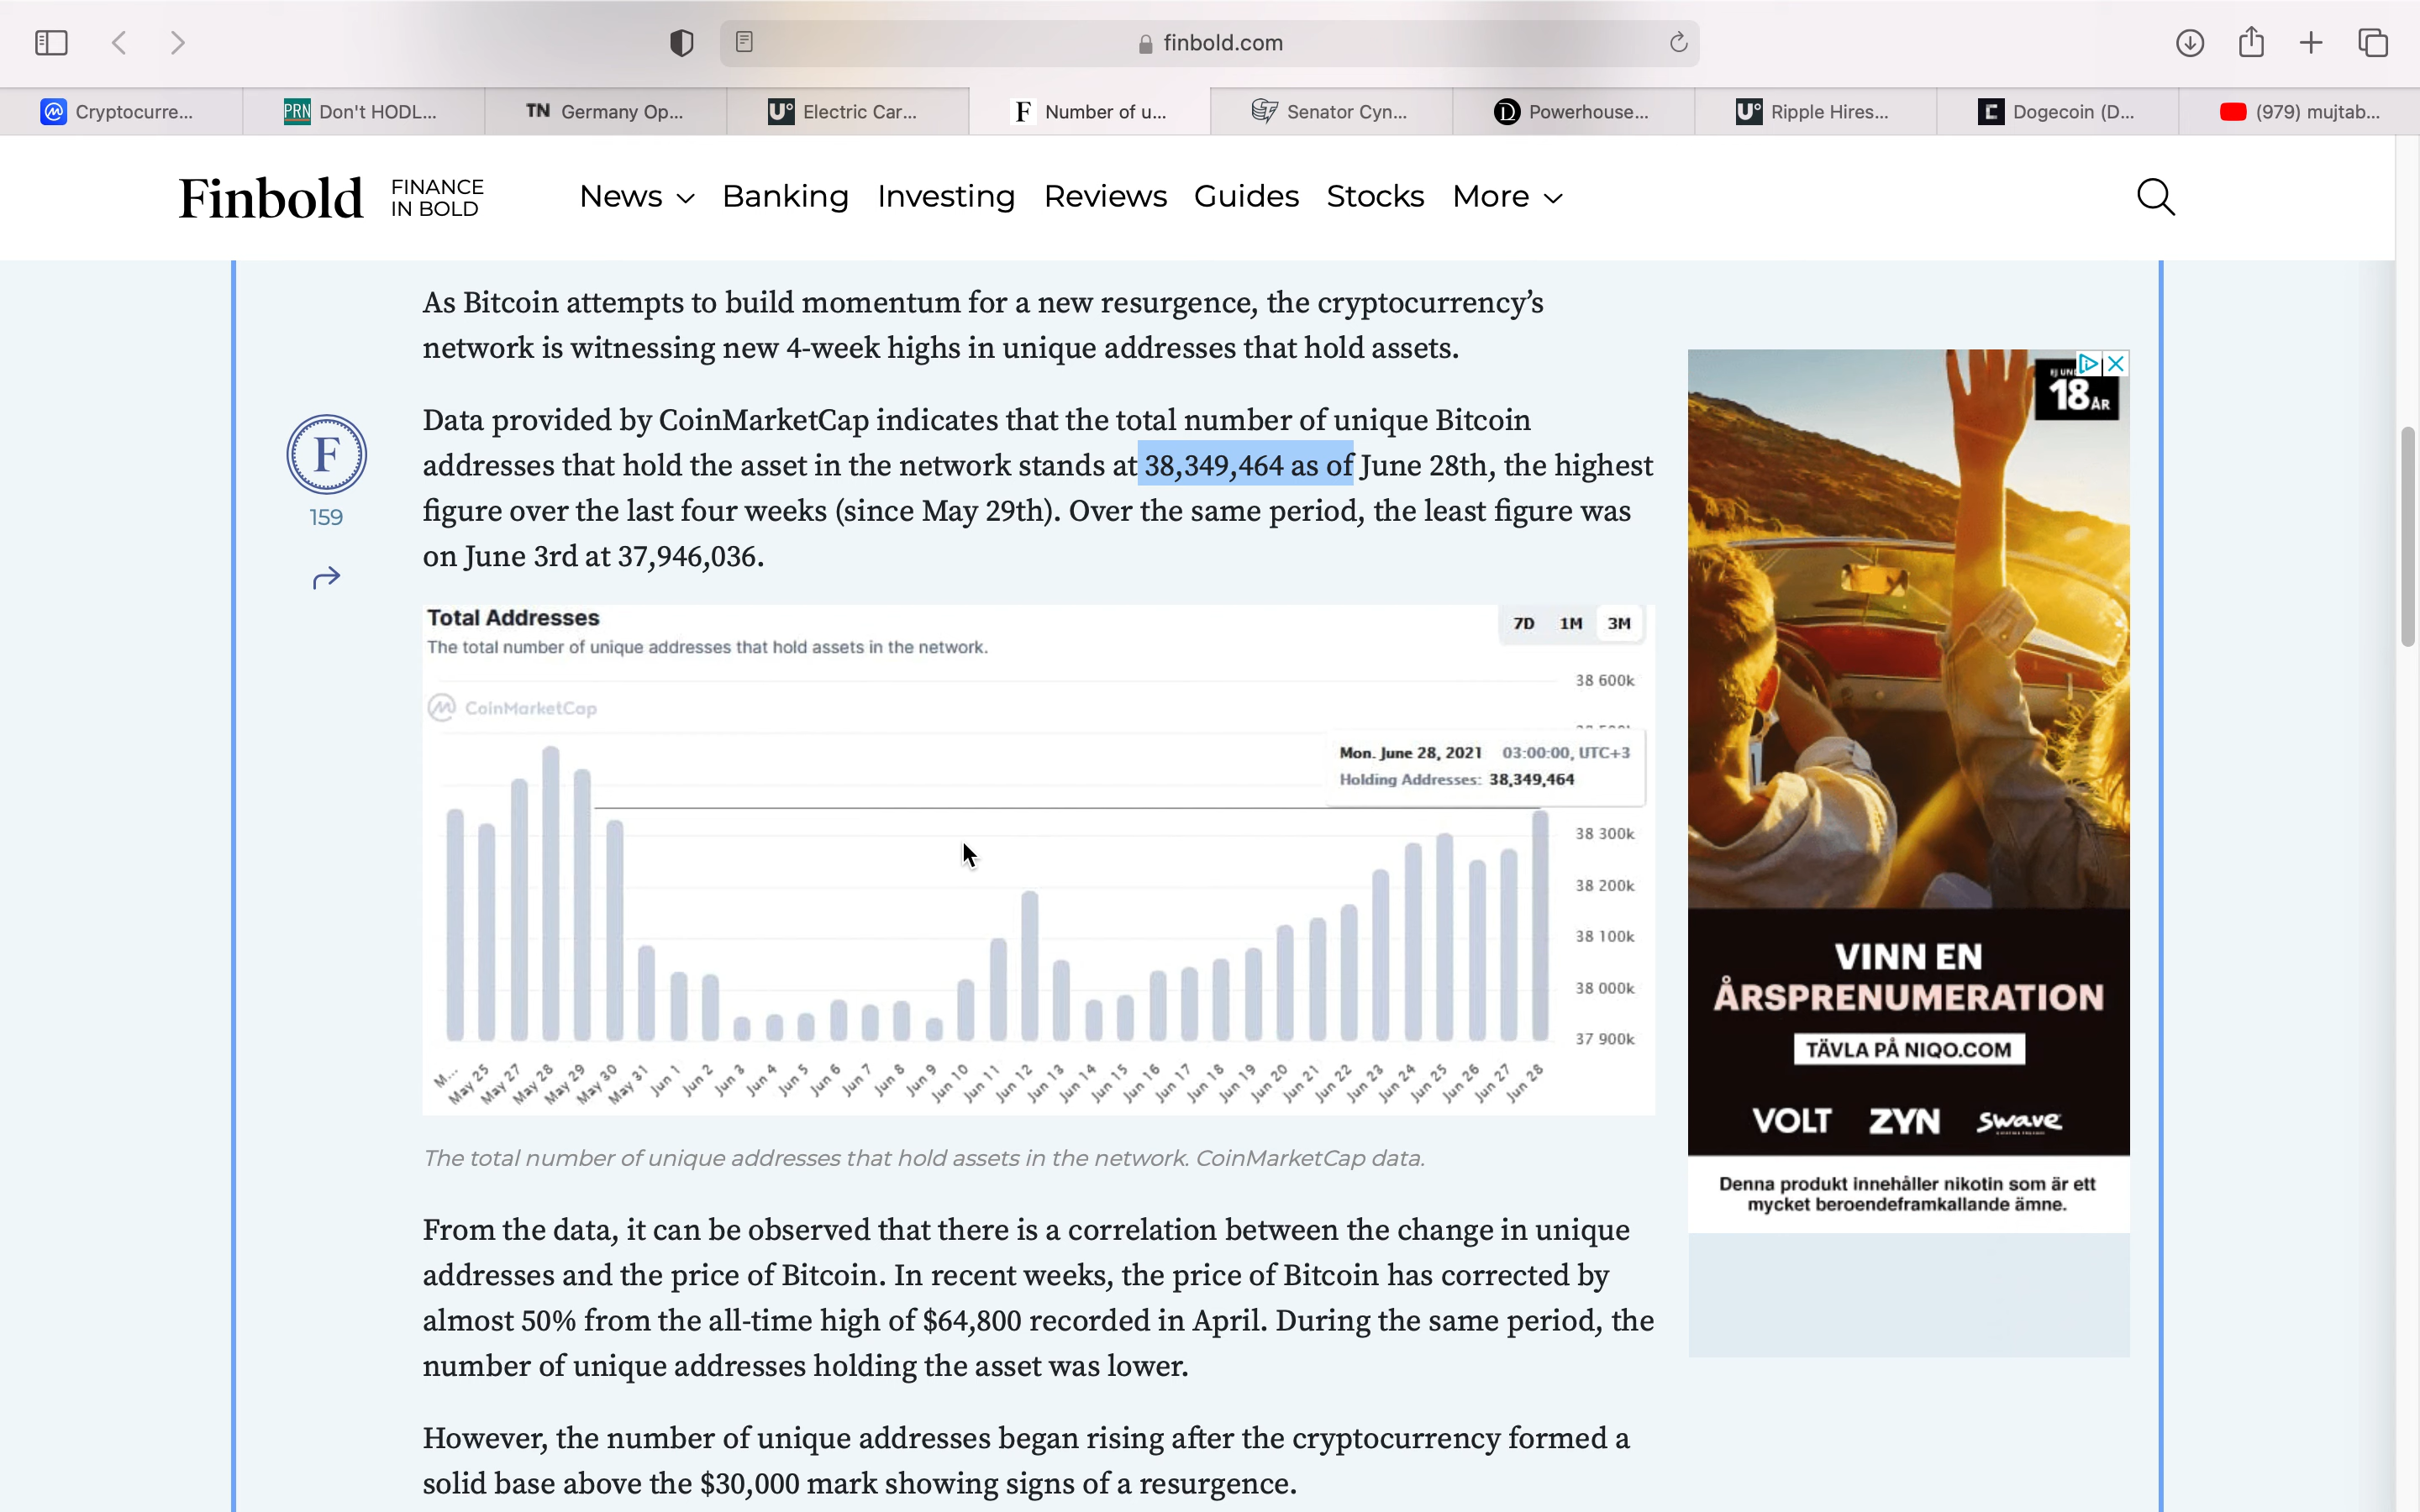 finbold.com
Cryptocurre...
PRN Don't HODL...
TN Germany Op...
U° Electric Car...
F Number of u...
Senator Cyn...
D Powerhouse...
U° Ripple Hires...
Dogecoin (D...
(979) mujtab...
Finbold
FINANCE
IN BOLD
News
Banking
Investing
Reviews
Guides
Stocks
More
As Bitcoin attempts to build momentum for a new resurgence, the cryptocurrency’s
network is witnessing new 4-week highs in unique addresses that hold assets.
Data provided by CoinMarketCap indicates that the total number of unique Bitcoin
addresses that hold the asset in the network stands at 38,349,464 as of June 28th, the highest
figure over the last four weeks (since May 29th). Over the same period, the least figure was
on June 3rd at 37,946,036.
F
159
Total Addresses
The total number of unique addresses that hold assets in the network.
7D 1M 3M
CoinMarketCap
38 600k
Mon. June 28, 2021 03:00:00, UTC+3
Holding Addresses: 38,349,464
38 300k
38 200k
38 100k
38 000k
37 900k
M... May 25 May 27 May 28 May 29 May 30 May 31 Jun 1 Jun 2 Jun 3 Jun 4 Jun 5 Jun 6 Jun 7 Jun 8 Jun 9 Jun 10 Jun 11 Jun 12 Jun 13 Jun 14 Jun 15 Jun 16 Jun 17 Jun 18 Jun 19 Jun 20 Jun 21 Jun 22 Jun 23 Jun 24 Jun 25 Jun 26 Jun 27 Jun 28
The total number of unique addresses that hold assets in the network. CoinMarketCap data.
From the data, it can be observed that there is a correlation between the change in unique
addresses and the price of Bitcoin. In recent weeks, the price of Bitcoin has corrected by
almost 50% from the all-time high of $64,800 recorded in April. During the same period, the
number of unique addresses holding the asset was lower.
However, the number of unique addresses began rising after the cryptocurrency formed a
solid base above the $30,000 mark showing signs of a resurgence.
EJ UND
18 ÅR
VINN EN
ÅRSPRENUMERATION
TÄVLA PÅ NIQO.COM
VOLT ZYN Swave
Denna produkt innehåller nikotin som är ett
mycket beroendeframkallande ämne.